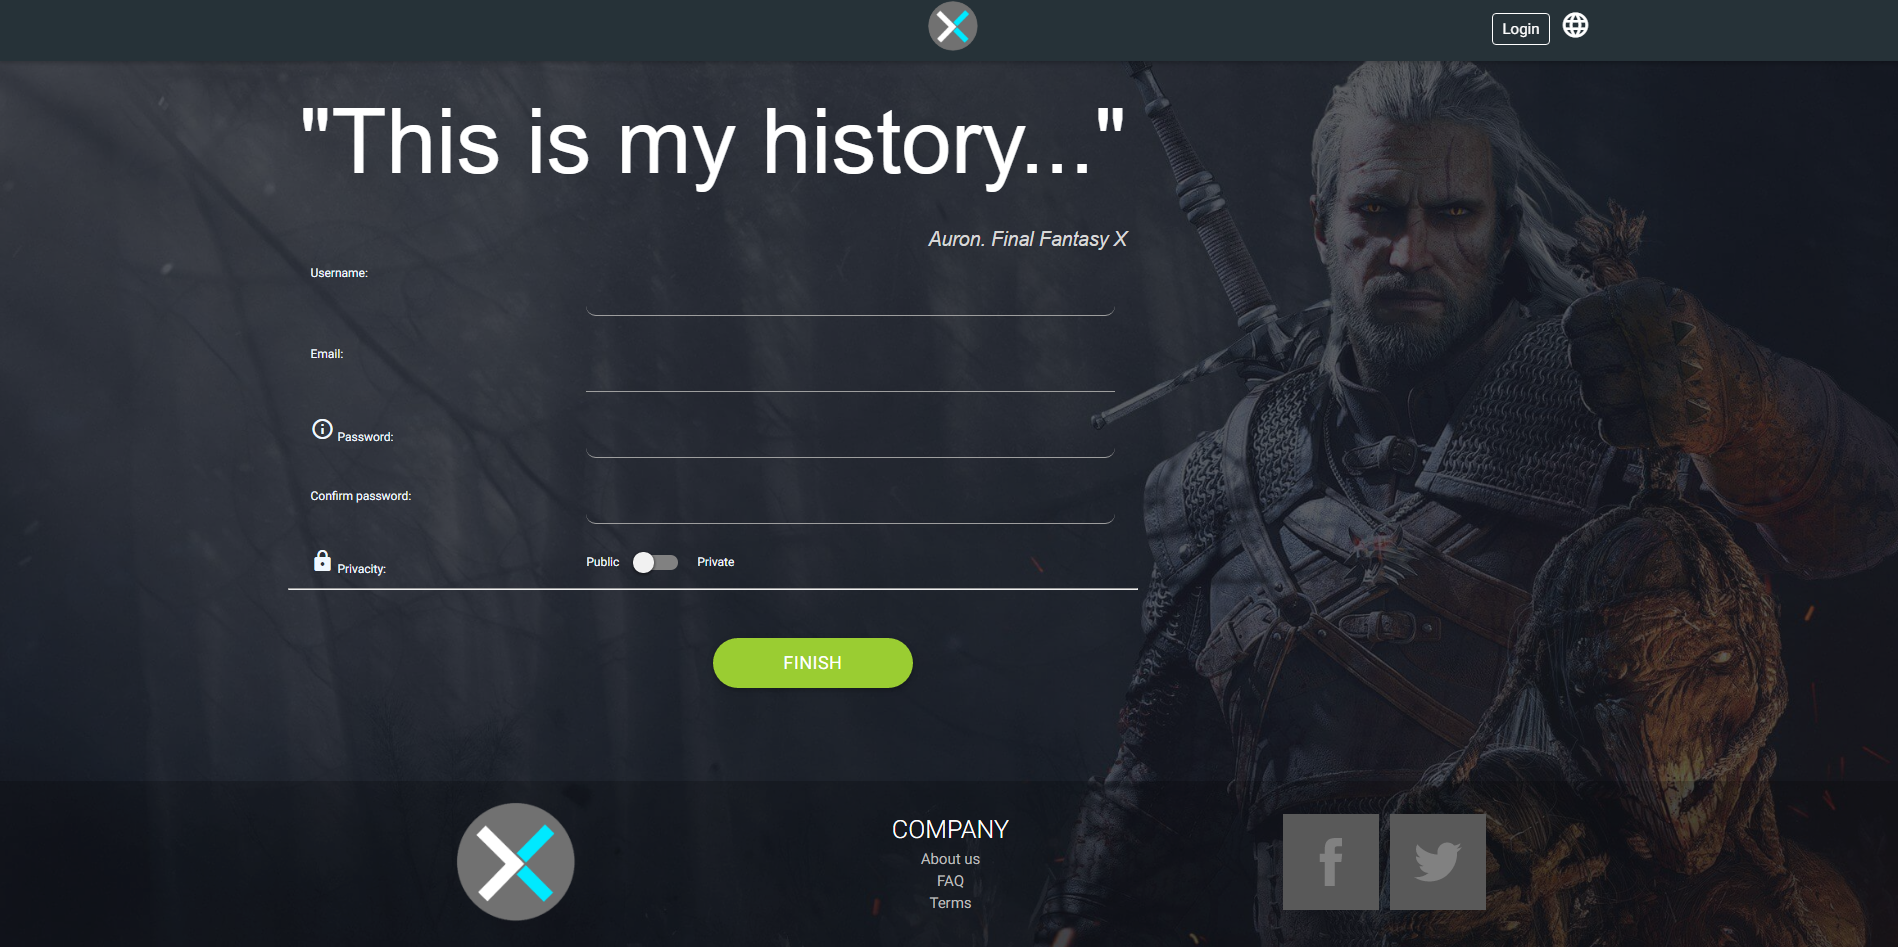 Login
"This is my history..."
Auron. Final Fantasy X
Username:
Email:
Password:
Confirm password:
Privacity:
Public Private
FINISH
COMPANY
About us
FAQ
Terms